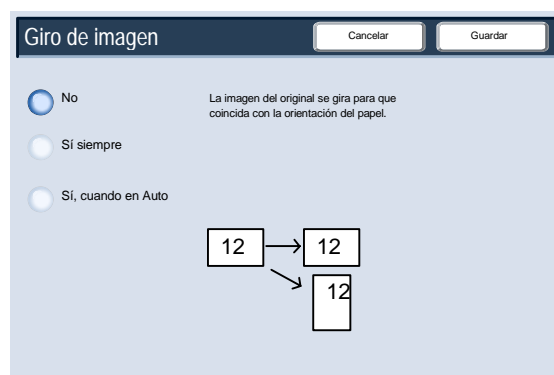 Giro de imagen
Cancelar
Guardar
No
La imagen del original se gira para que
coincida con la orientación del papel.
Sí siempre
Sí, cuando en Auto
12
12
12